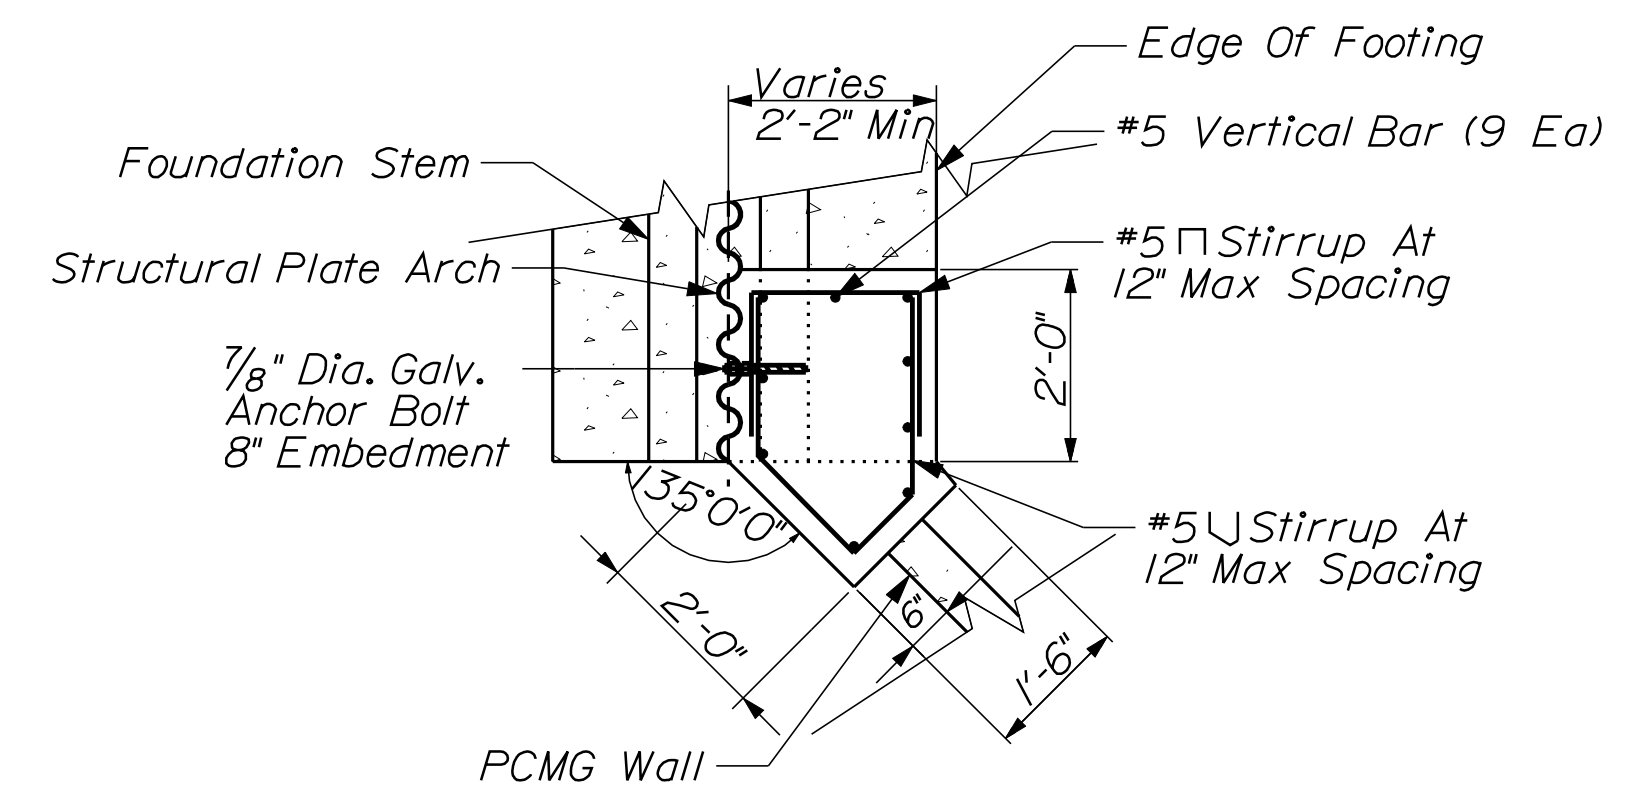 Edge Of Footing
Varies
2'-2" Min
#5 Vertical Bar (9 Ea)
Foundation Stem
#5 Stirrup At
12" Max Spacing
Structural Plate Arch
2'-0"
7/8" Dia. Galv.
Anchor Bolt
8" Embedment
135°0'0"
#5 Stirrup At
12" Max Spacing
2'-0"
6"
1'-6"
PCMG Wall